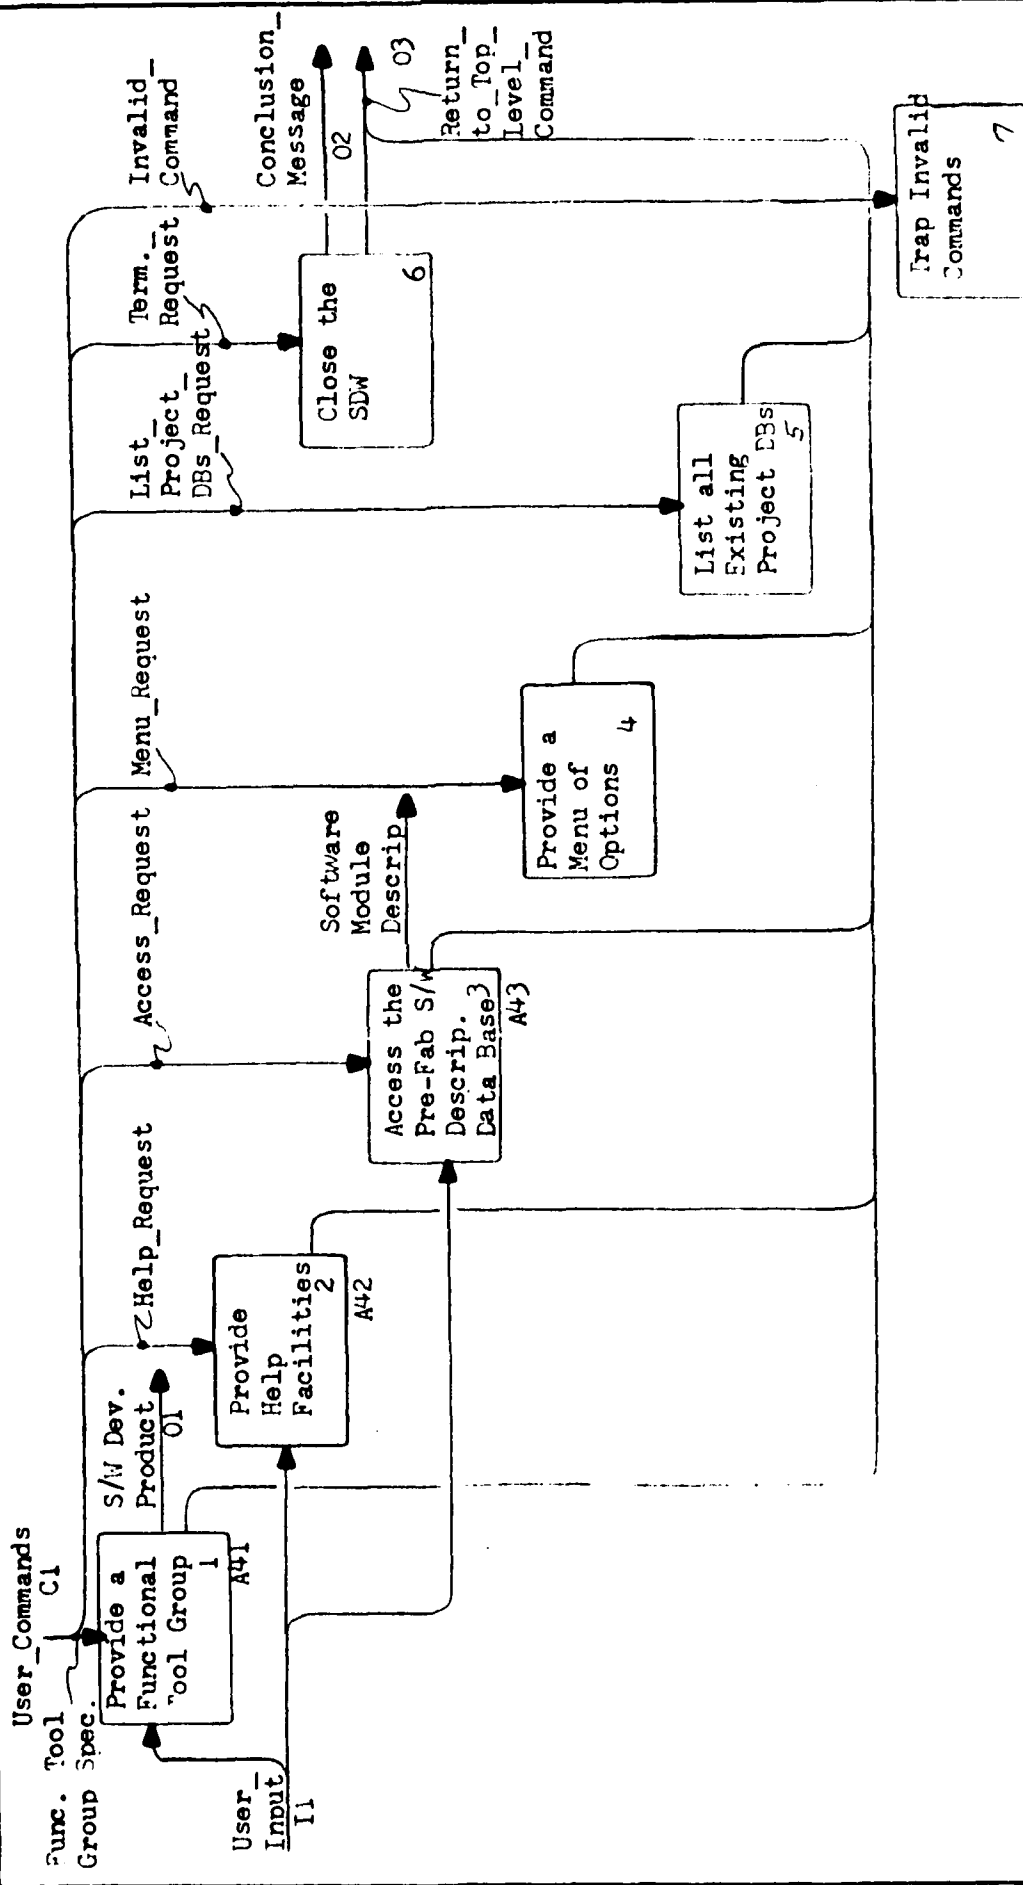 User_Commands
C1
Func. Tool
Group Spec.
Provide a
Functional
Tool Group
1
A41
User_
Input
I1
S/W Dev.
Product
O1
Help_Request
Provide
Help
Facilities
2
A42
Access_Request
Access the
Pre-Fab S/W
Descrip.
Data Base 3
A43
Software
Module
Descrip
Menu_Request
Provide a
Menu of
Options
4
List_
Project_
DBs_Request
List all
Existing
Project DBs
5
Term._
Request
Close the
SDW
6
Invalid_
Command
Conclusion_
Message
O2
O3
Return_
to_Top_
Level_
Command
Trap Invalid
Commands
7